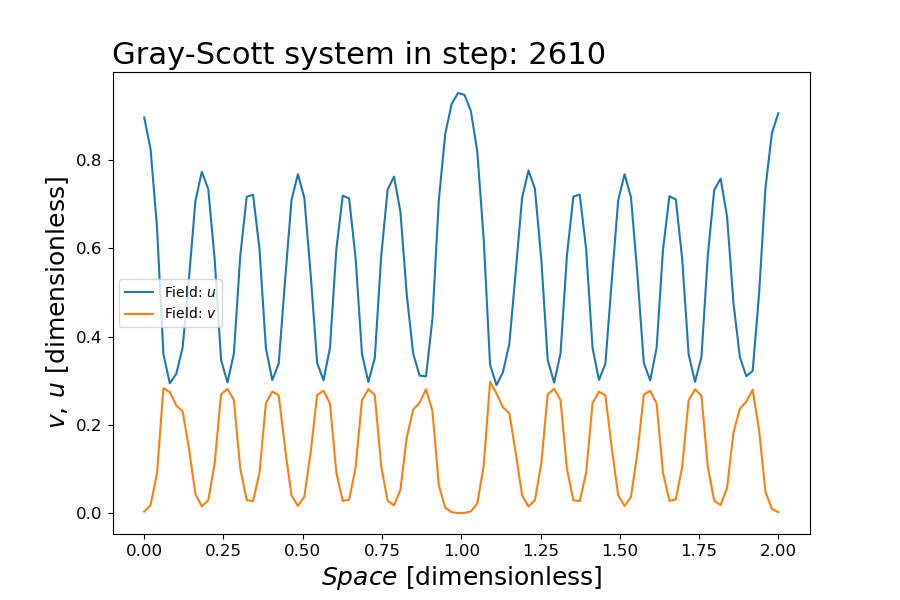 Gray-Scott system in step: 2610
v, u [dimensionless]
0.8
0.6
0.4
0.2
0.0
Field: u
Field: v
0.00 0.25 0.50 0.75 1.00 1.25 1.50 1.75 2.00
Space [dimensionless]